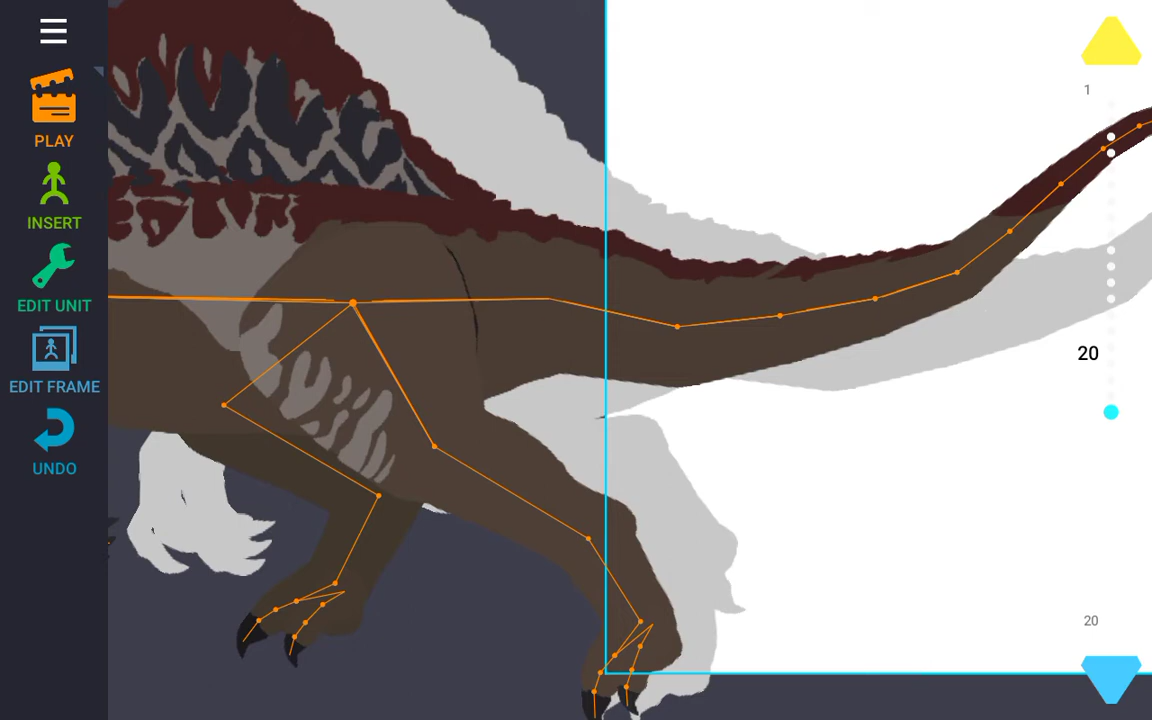 PLAY
INSERT
EDIT UNIT
EDIT FRAME
UNDO
1
20
20